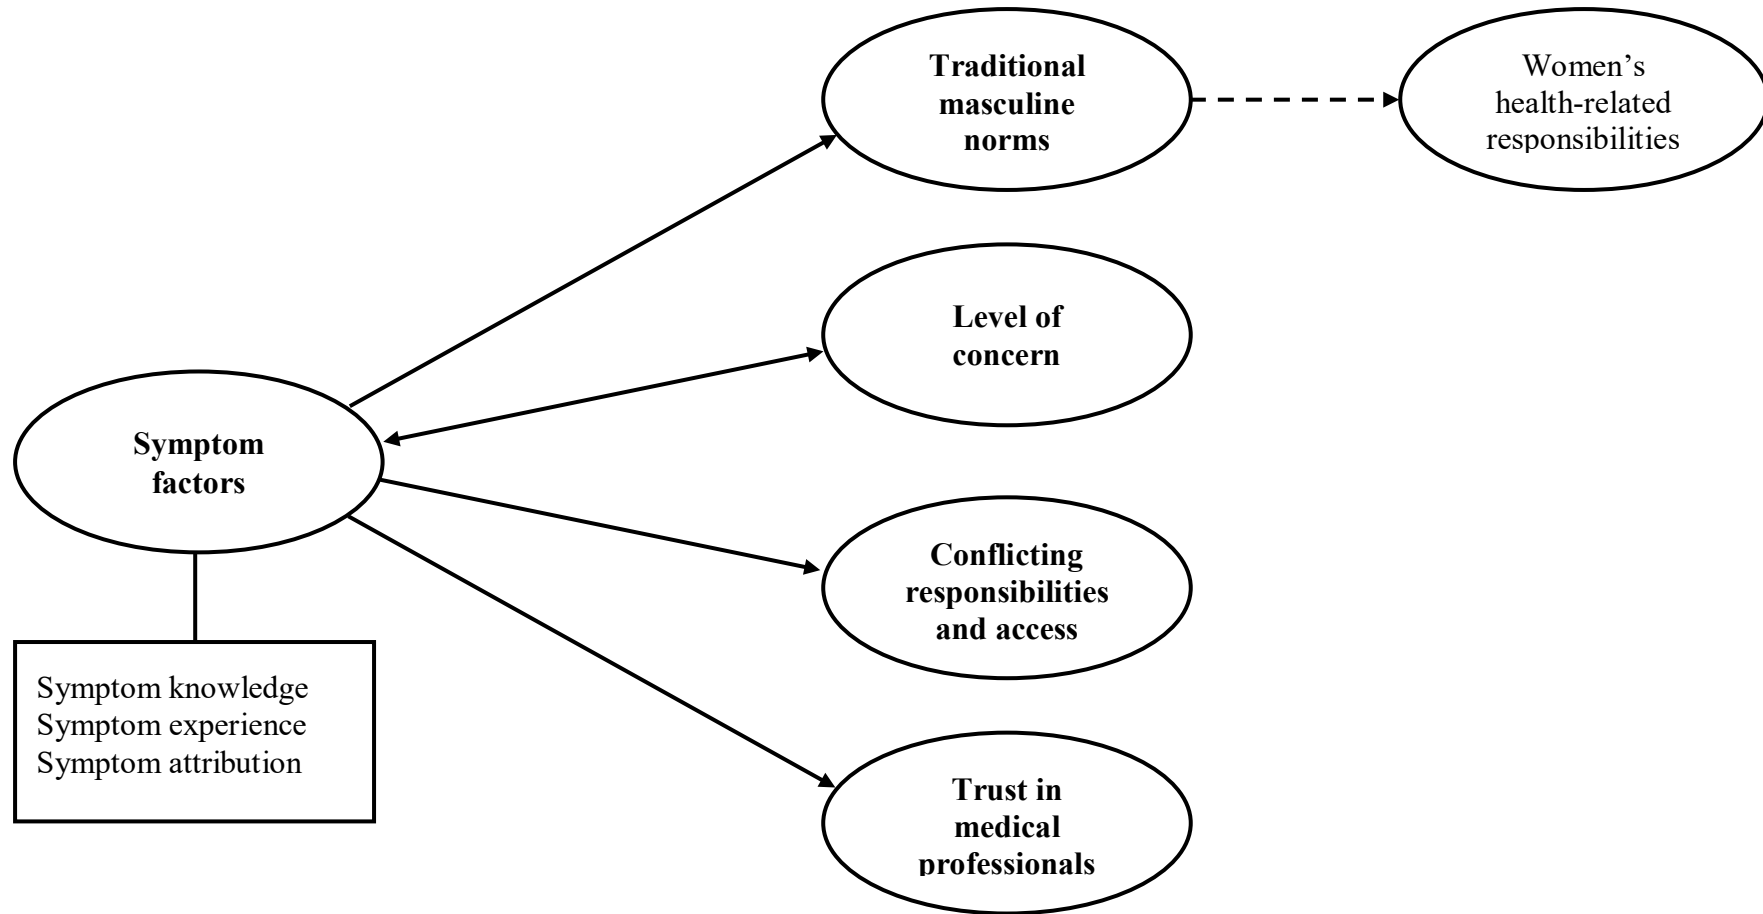 Traditional
masculine
norms
Women’s
health-related
responsibilities
Level of
concern
Symptom
factors
Conflicting
responsibilities
and access
Symptom knowledge
Symptom experience
Symptom attribution
Trust in
medical
professionals